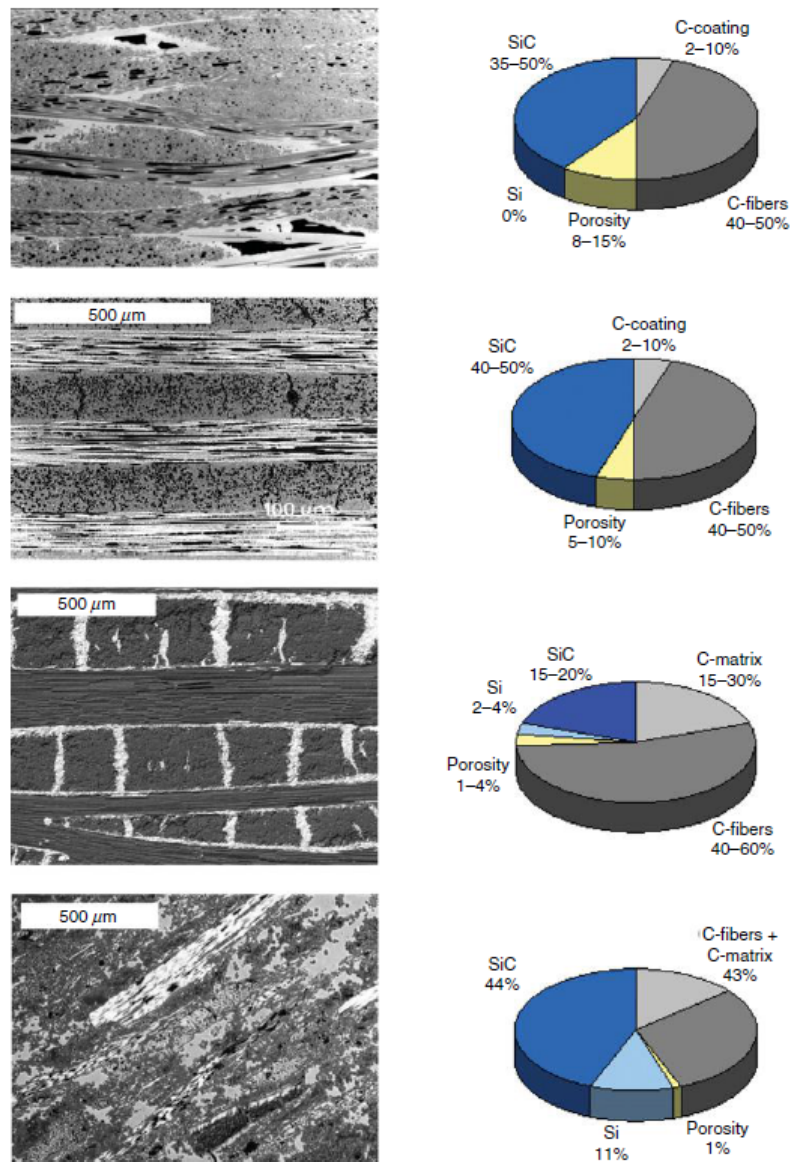 SiC
35–50%
C-coating
2–10%
Si
0%
Porosity
8–15%
C-fibers
40–50%
500 μm
100 μm
SiC
40–50%
C-coating
2–10%
Porosity
5–10%
C-fibers
40–50%
500 μm
SiC
15–20%
C-matrix
15–30%
Si
2–4%
Porosity
1–4%
C-fibers
40–60%
500 μm
SiC
44%
(C-fibers +
C-matrix
43%
Si
11%
Porosity
1%